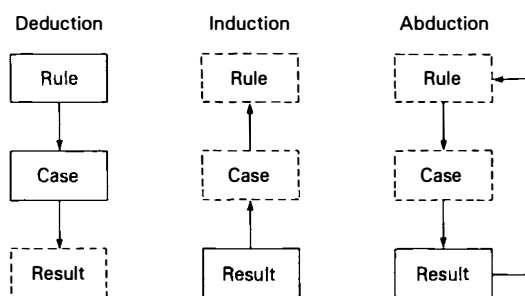 Deduction Induction Abduction
Rule Rule Rule
Case Case Case
Result Result Result